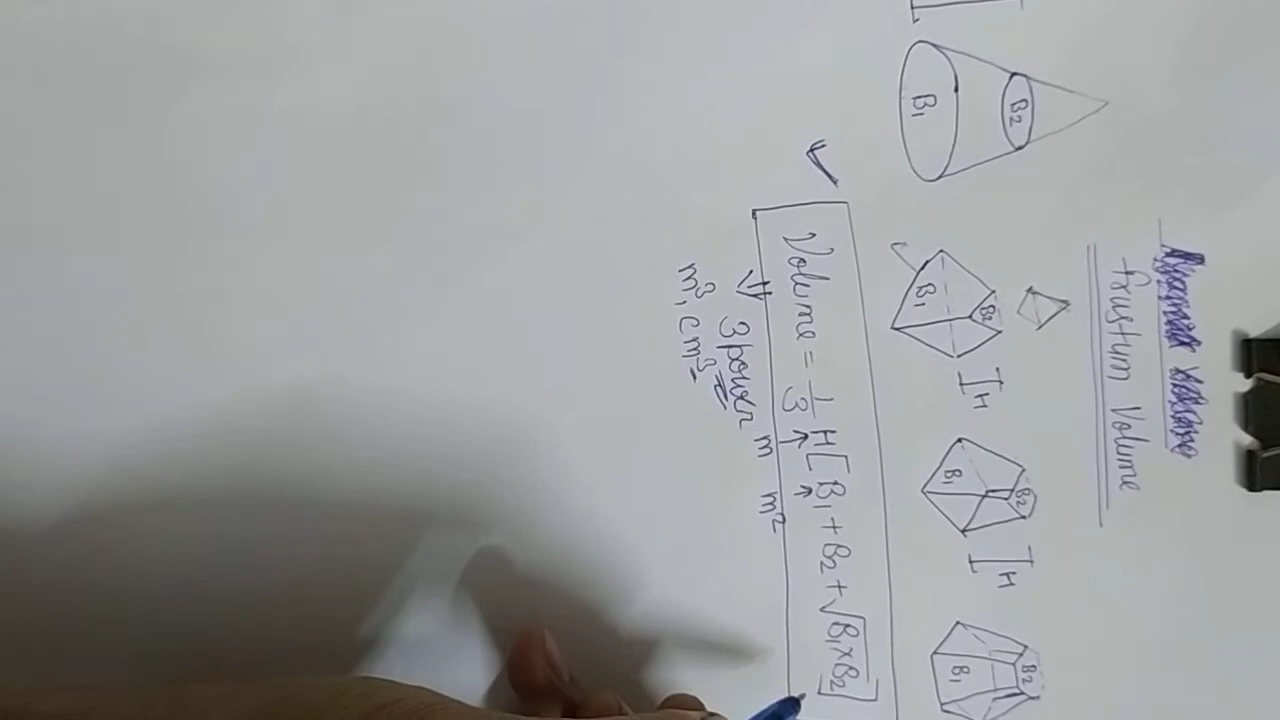 frustum Volume
B1
B2
B1
B2
H
B1
B2
H
B1
B2
Volume = 1/3 H [ B1 + B2 + √B1×B2 ]
m m²
⇓ 3 power
m³, cm³